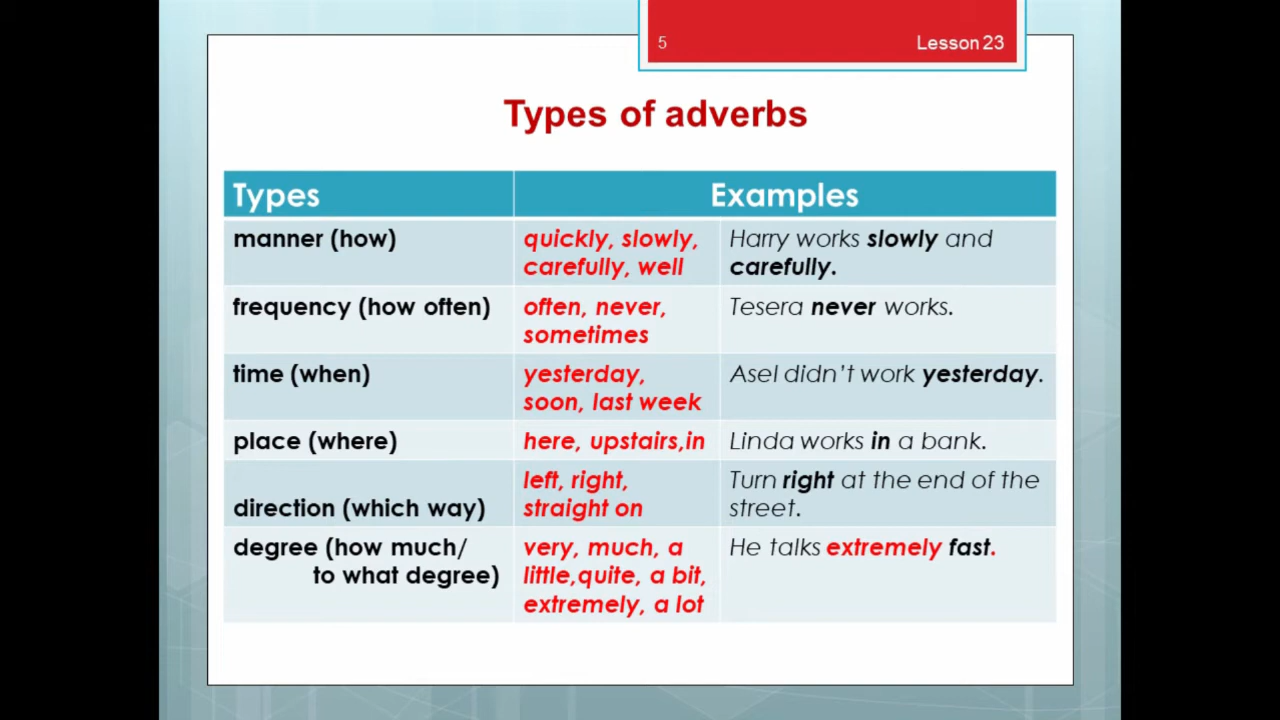 5 Lesson 23
Types of adverbs
Types Examples
manner (how) quickly, slowly, Harry works slowly and
carefully, well carefully.
frequency (how often) often, never, Tesera never works.
sometimes
time (when) yesterday, Asel didn't work yesterday.
soon, last week
place (where) here, upstairs,in Linda works in a bank.
left, right, Turn right at the end of the
direction (which way) straight on street.
degree (how much/ very, much, a He talks extremely fast.
to what degree) little,quite, a bit,
extremely, a lot